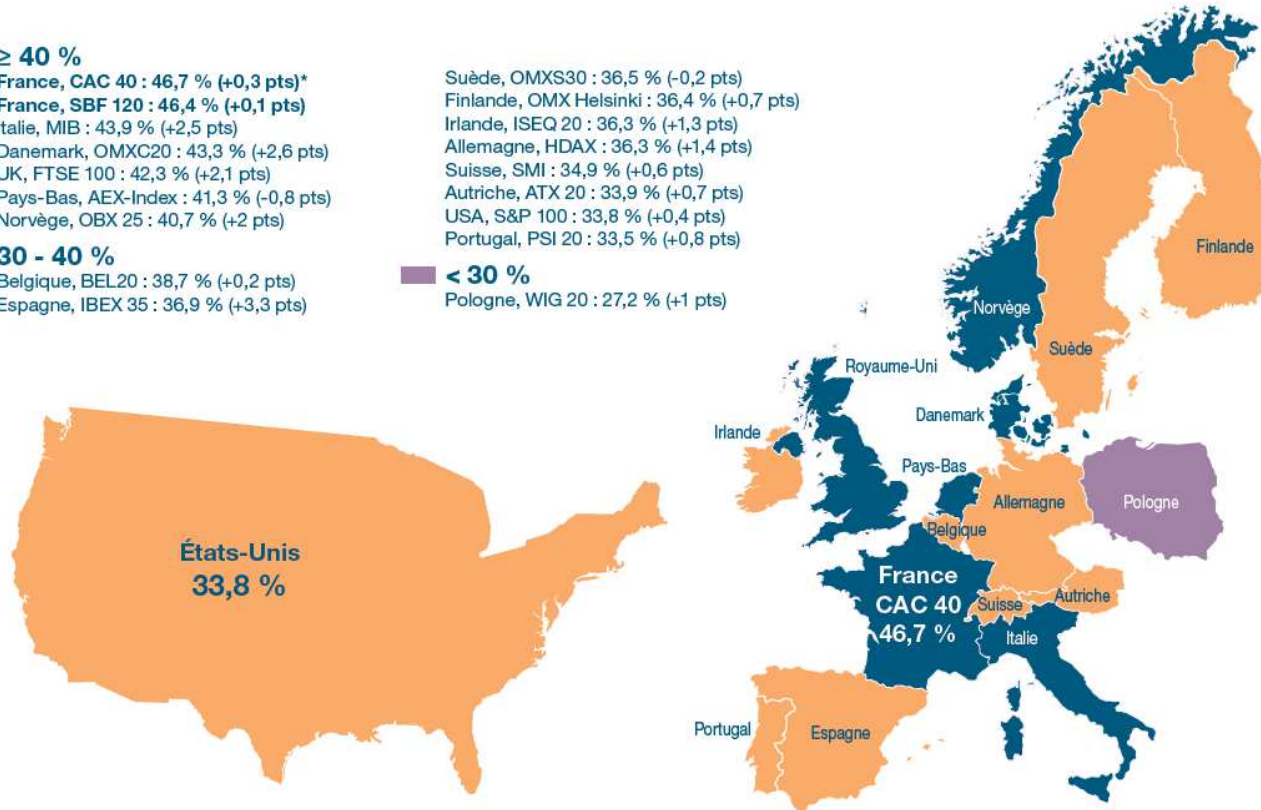 ≥ 40 %
France, CAC 40 : 46,7 % (+0,3 pts)*
France, SBF 120 : 46,4 % (+0,1 pts)
Italie, MIB : 43,9 % (+2,5 pts)
Danemark, OMXC20 : 43,3 % (+2,6 pts)
UK, FTSE 100 : 42,3 % (+2,1 pts)
Pays-Bas, AEX-Index : 41,3 % (-0,8 pts)
Norvège, OBX 25 : 40,7 % (+2 pts)
30 - 40 %
Belgique, BEL20 : 38,7 % (+0,2 pts)
Espagne, IBEX 35 : 36,9 % (+3,3 pts)
Suède, OMXS30 : 36,5 % (-0,2 pts)
Finlande, OMX Helsinki : 36,4 % (+0,7 pts)
Irlande, ISEQ 20 : 36,3 % (+1,3 pts)
Allemagne, HDAX : 36,3 % (+1,4 pts)
Suisse, SMI : 34,9 % (+0,6 pts)
Autriche, ATX 20 : 33,9 % (+0,7 pts)
USA, S&P 100 : 33,8 % (+0,4 pts)
Portugal, PSI 20 : 33,5 % (+0,8 pts)
< 30 %
Pologne, WIG 20 : 27,2 % (+1 pts)
États-Unis
33,8 %
Finlande
Norvège
Suède
Royaume-Uni
Danemark
Irlande
Pays-Bas
Allemagne
Pologne
Belgique
France
CAC 40
46,7 %
Suisse
Autriche
Italie
Portugal
Espagne